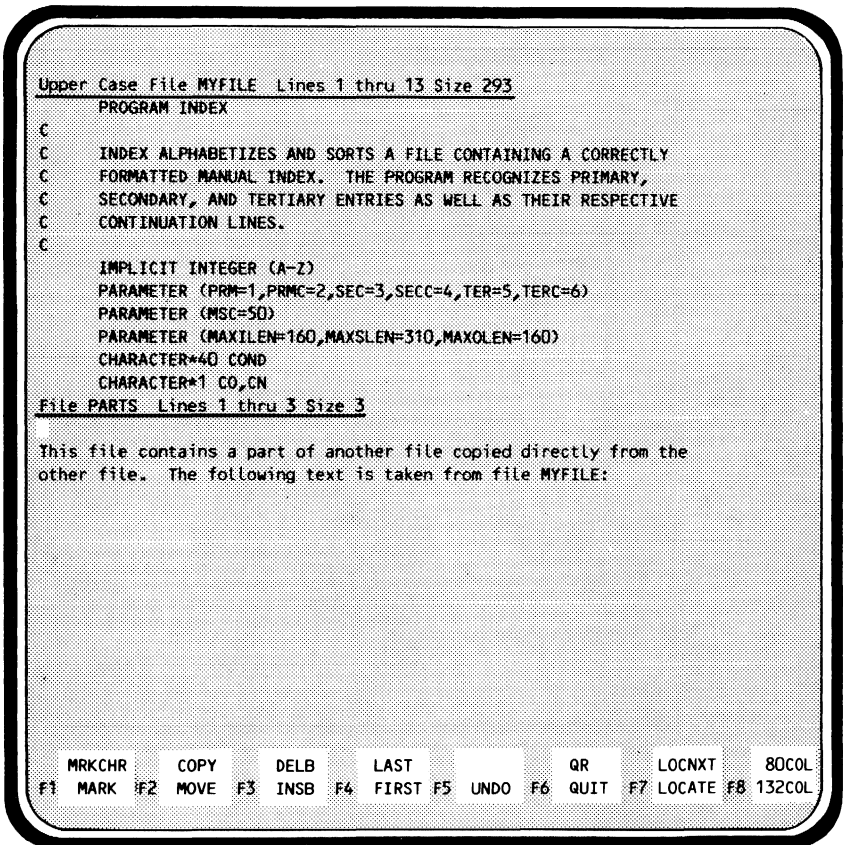 Upper Case File MYFILE  Lines 1 thru 13 Size 293
      PROGRAM INDEX
C
C     INDEX ALPHABETIZES AND SORTS A FILE CONTAINING A CORRECTLY
C     FORMATTED MANUAL INDEX.  THE PROGRAM RECOGNIZES PRIMARY,
C     SECONDARY, AND TERTIARY ENTRIES AS WELL AS THEIR RESPECTIVE
C     CONTINUATION LINES.
C
      IMPLICIT INTEGER (A-Z)
      PARAMETER (PRM=1,PRMC=2,SEC=3,SECC=4,TER=5,TERC=6)
      PARAMETER (MSC=50)
      PARAMETER (MAXILEN=160,MAXSLEN=310,MAXOLEN=160)
      CHARACTER*40 COND
      CHARACTER*1 CO,CN
File PARTS  Lines 1 thru 3 Size 3
This file contains a part of another file copied directly from the
other file.  The following text is taken from file MYFILE:
   MRKCHR     COPY      DELB      LAST                QR      LOCNXT     80COL
F1  MARK  F2  MOVE  F3  INSB  F4  FIRST F5  UNDO  F6  QUIT  F7 LOCATE F8 132COL